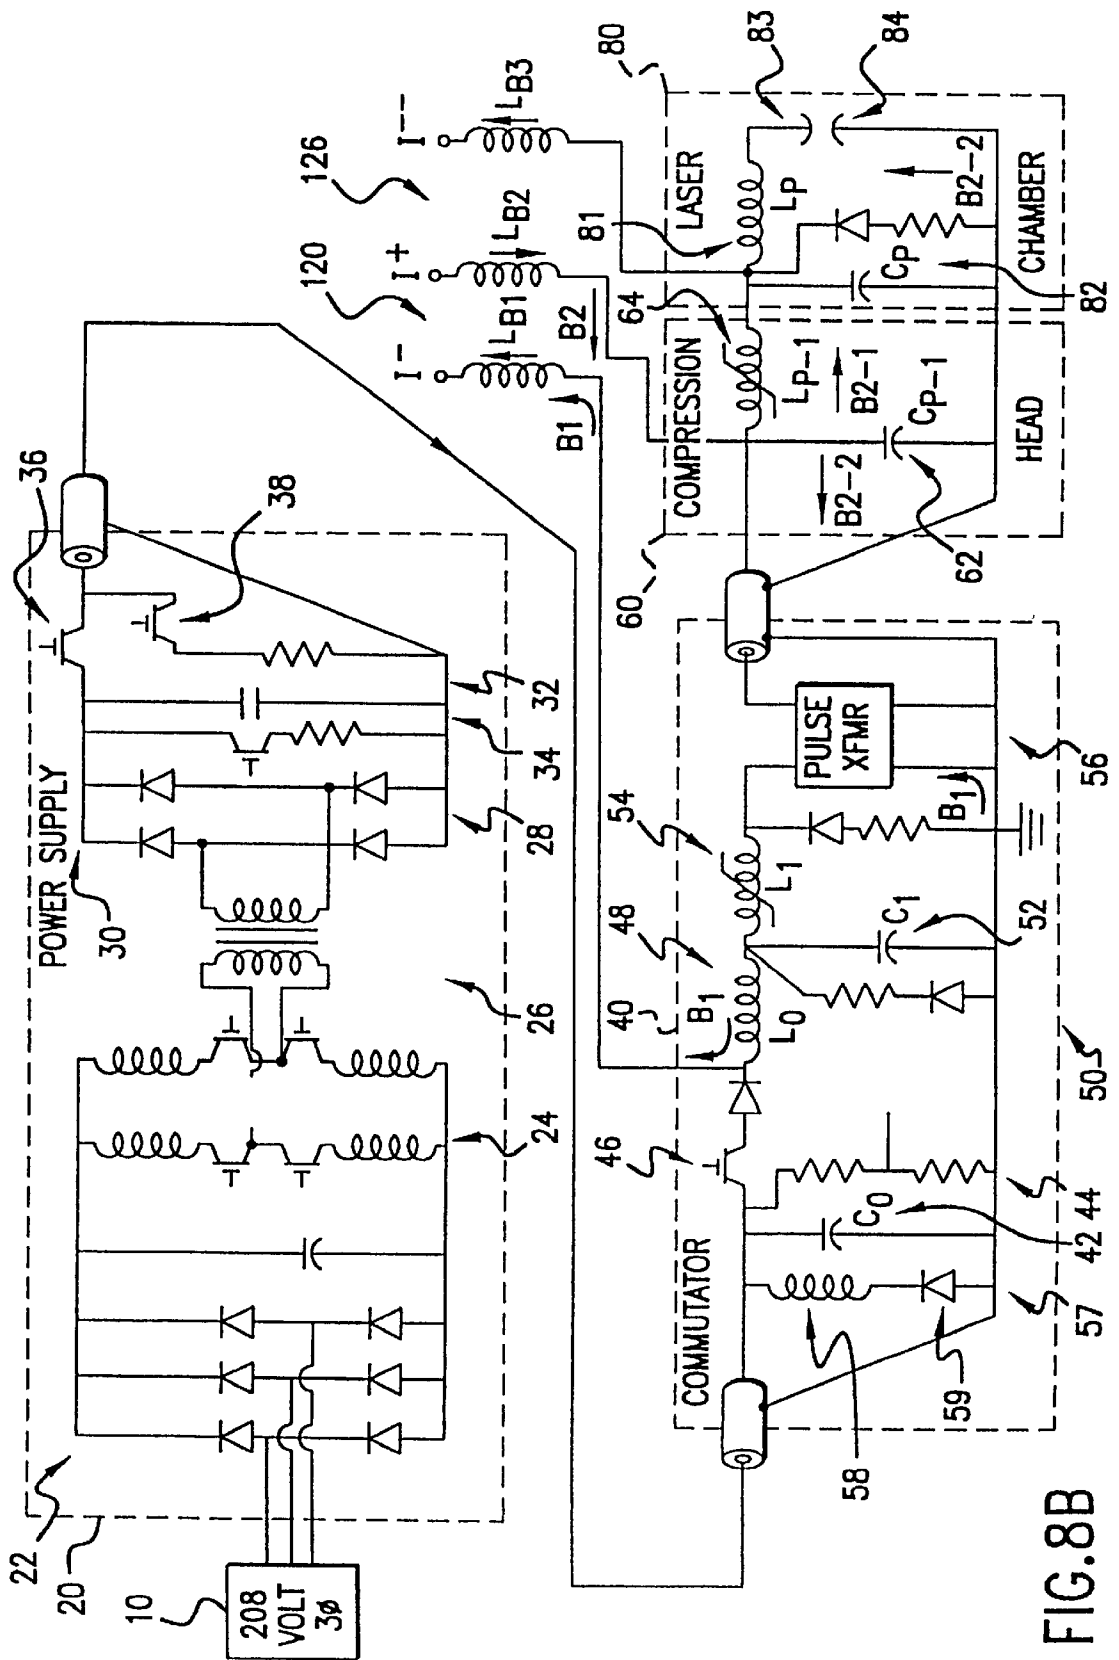 POWER SUPPLY
10
208
VOLT
3ø
20
22
24
26
28
30
32
34
36
38
120
126
I−
I+
I−
LB1
LB2
LB3
B1
B2
COMMUTATOR
40
42
44
46
48
50
52
54
56
57
58
59
C0
L0
B1
C1
L1
B1
PULSE
XFMR
COMPRESSION
HEAD
60
62
64
LP−1
CP−1
B2−1
B2−2
LASER
CHAMBER
80
81
82
83
84
LP
CP
B2−2
FIG.8B